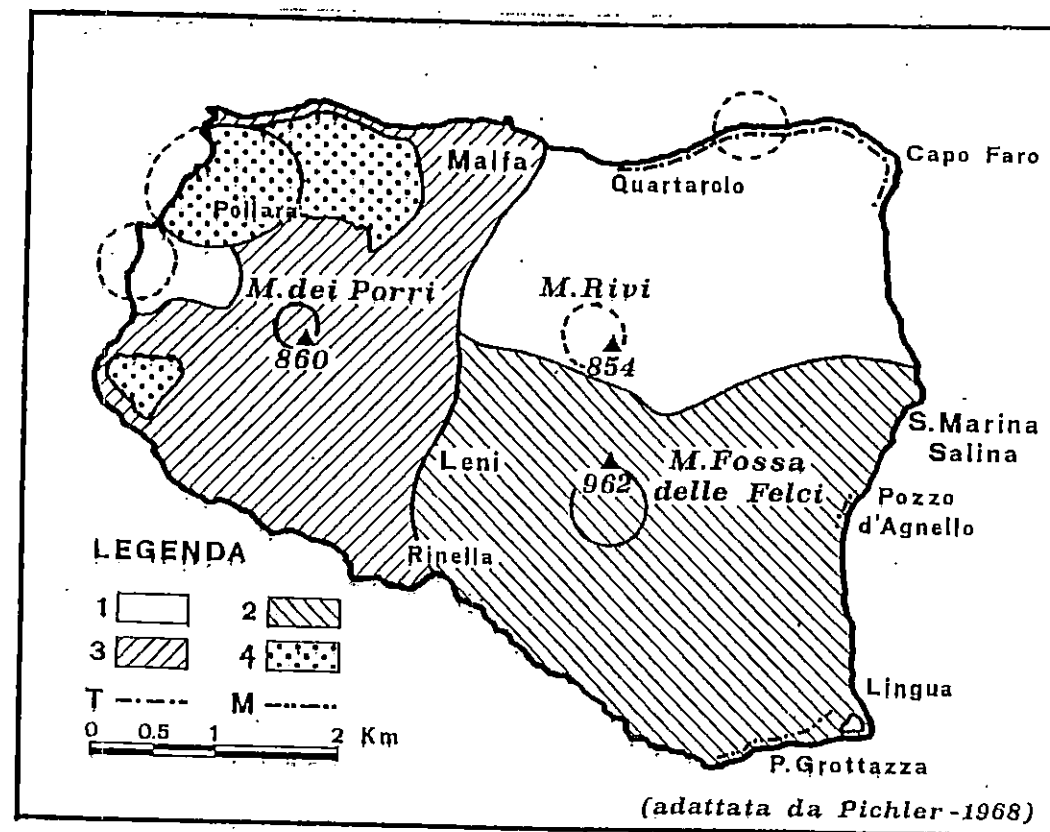 Capo Faro
Malfa
Quartarolo
Pollara
M. dei Porri
M. Rivi
860
854
S. Marina
Salina
Leni
M. Fossa
delle Felci
962
Pozzo
d'Agnello
Rinella
LEGENDA
1 2
3 4
T M
0 0.5 1 2 Km
Lingua
P. Grottazza
(adattata da Pichler-1968)